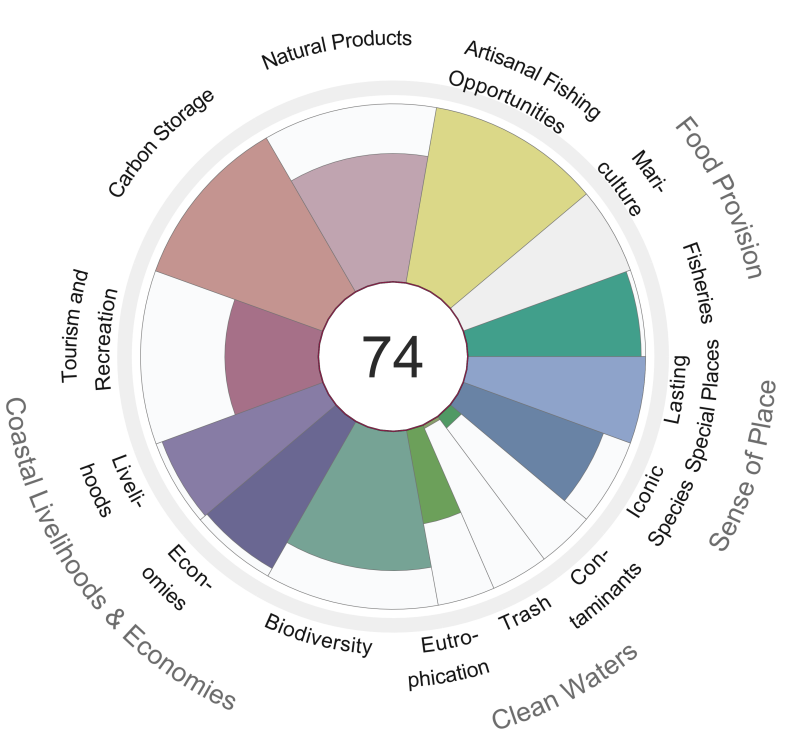 Natural Products
Artisanal Fishing
Opportunities
Mari-
culture
Food Provision
Fisheries
Lasting
Special Places
Sense of Place
Iconic
Species
Con-
taminants
Trash
Clean Waters
Eutro-
phication
Biodiversity
Econ-
omies
Liveli-
hoods
Coastal Livelihoods & Economies
Tourism and
Recreation
Carbon Storage
74